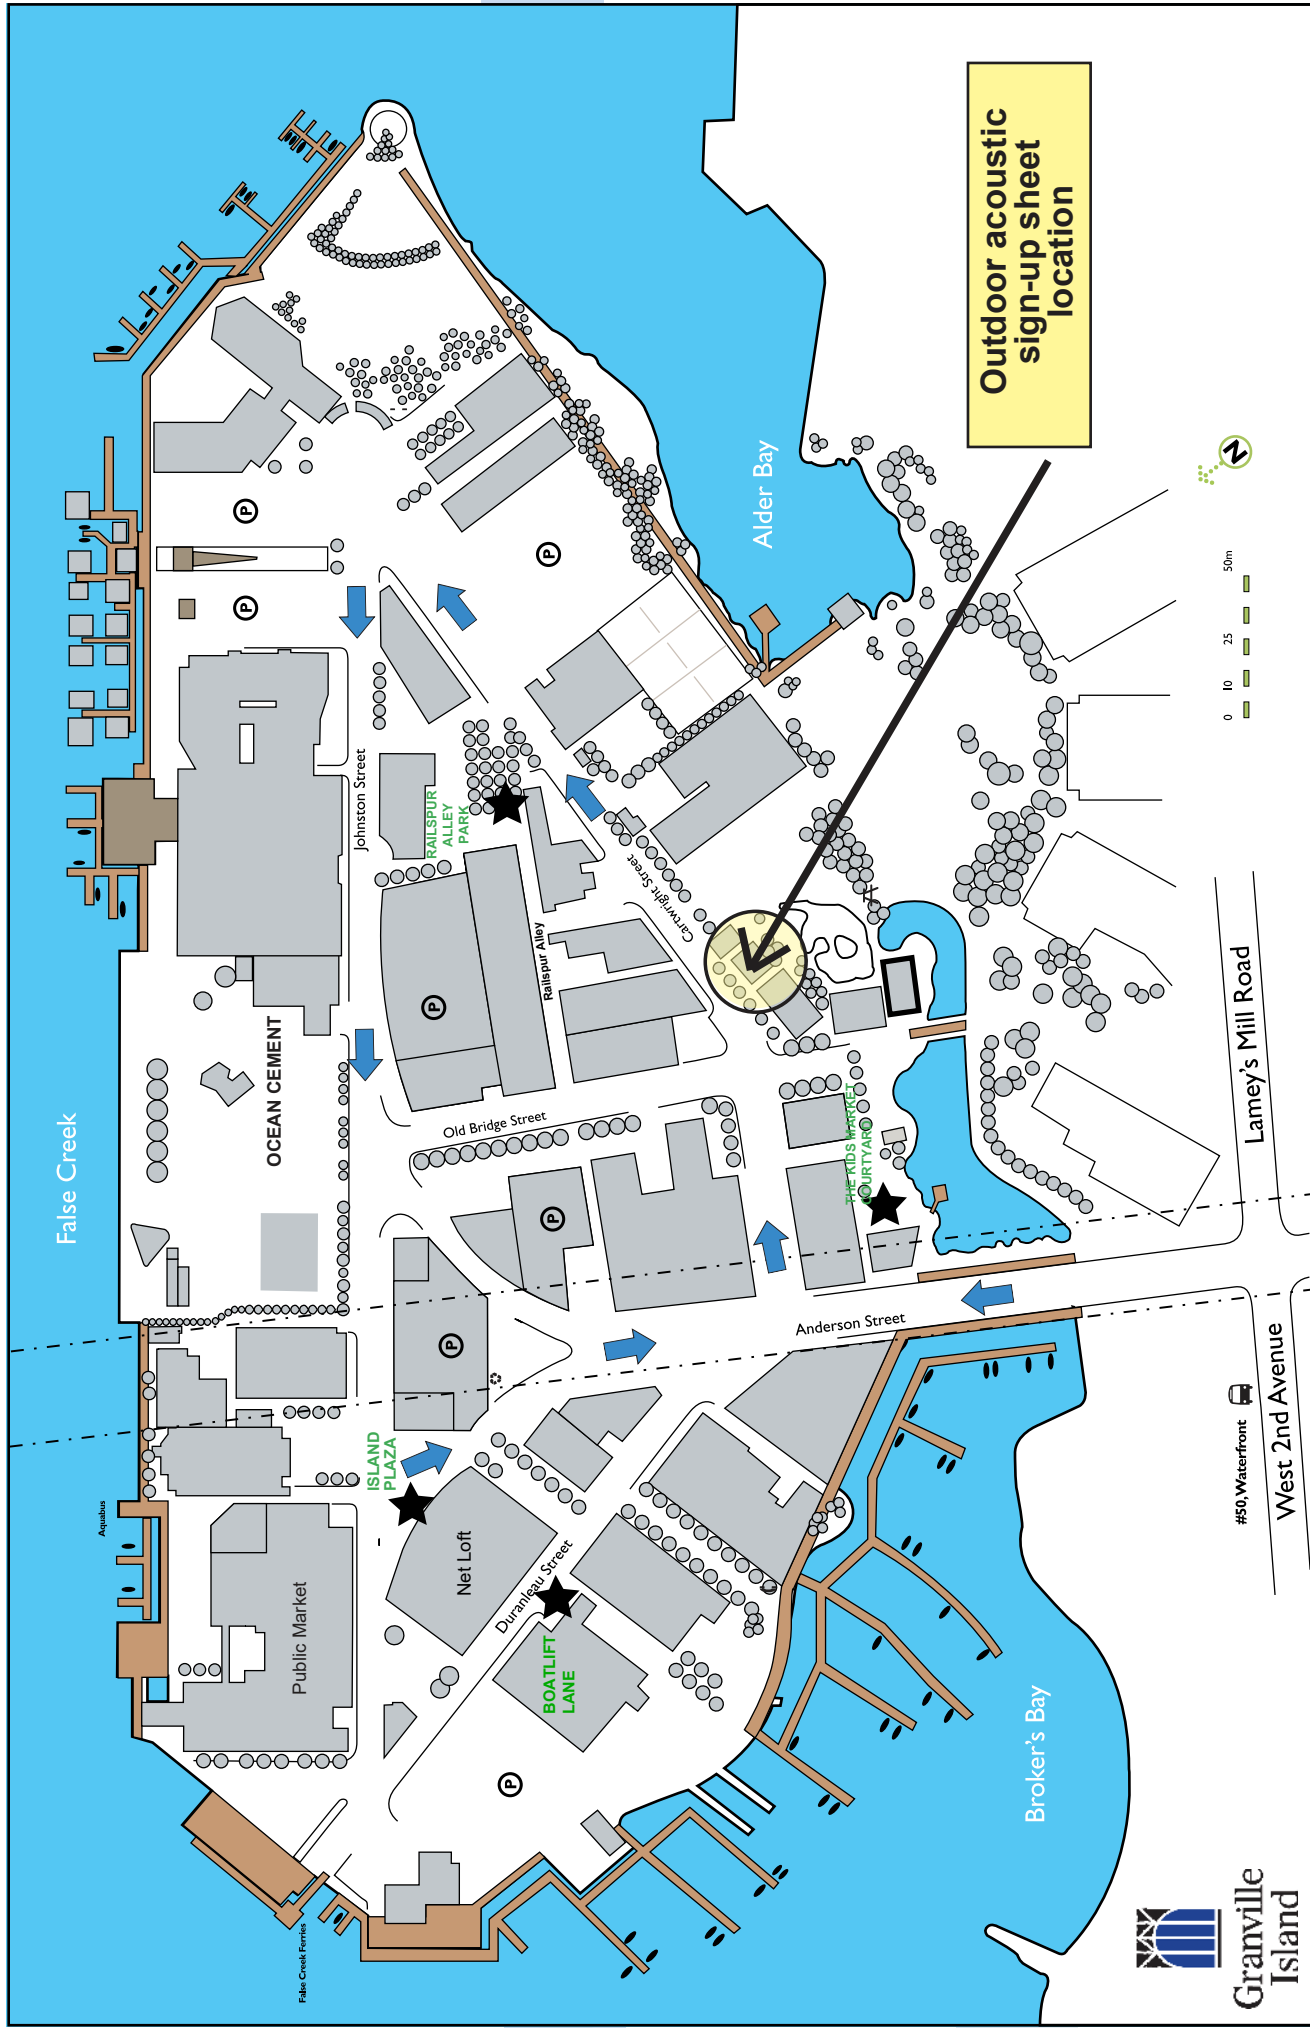 False Creek
Aquabus
False Creek Ferries
Public Market
ISLAND
PLAZA
Net Loft
Duranleau Street
BOATLIFT
LANE
P
P
P
OCEAN CEMENT
Johnston Street
Old Bridge Street
Railspur Alley
P
RAILSPUR
ALLEY
PARK
Cartwright Street
P
P
P
THE KIDS MARKET
COURTYARD
Anderson Street
Alder Bay
Broker's Bay
Outdoor acoustic
sign-up sheet
location
N
0 10 25 50m
Lamey's Mill Road
#50,Waterfront
West 2nd Avenue
Granville
Island